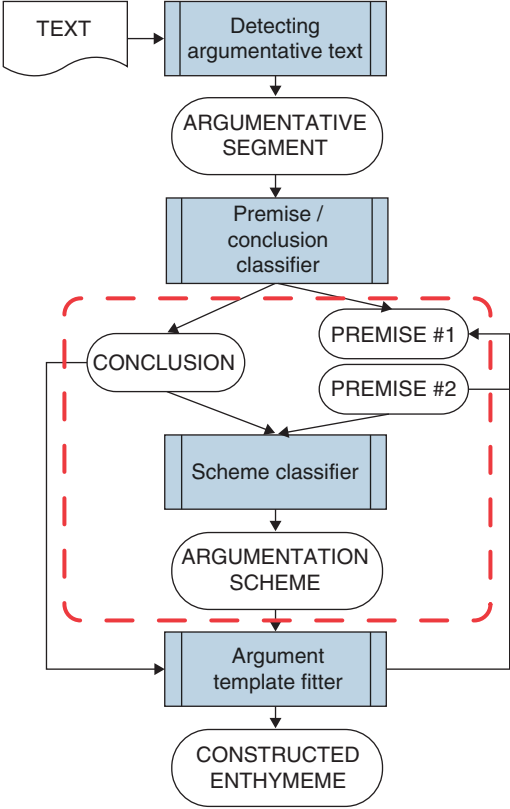 TEXT
Detecting
argumentative text
ARGUMENTATIVE
SEGMENT
Premise /
conclusion
classifier
PREMISE #1
CONCLUSION
PREMISE #2
Scheme classifier
ARGUMENTATION
SCHEME
Argument
template fitter
CONSTRUCTED
ENTHYMEME